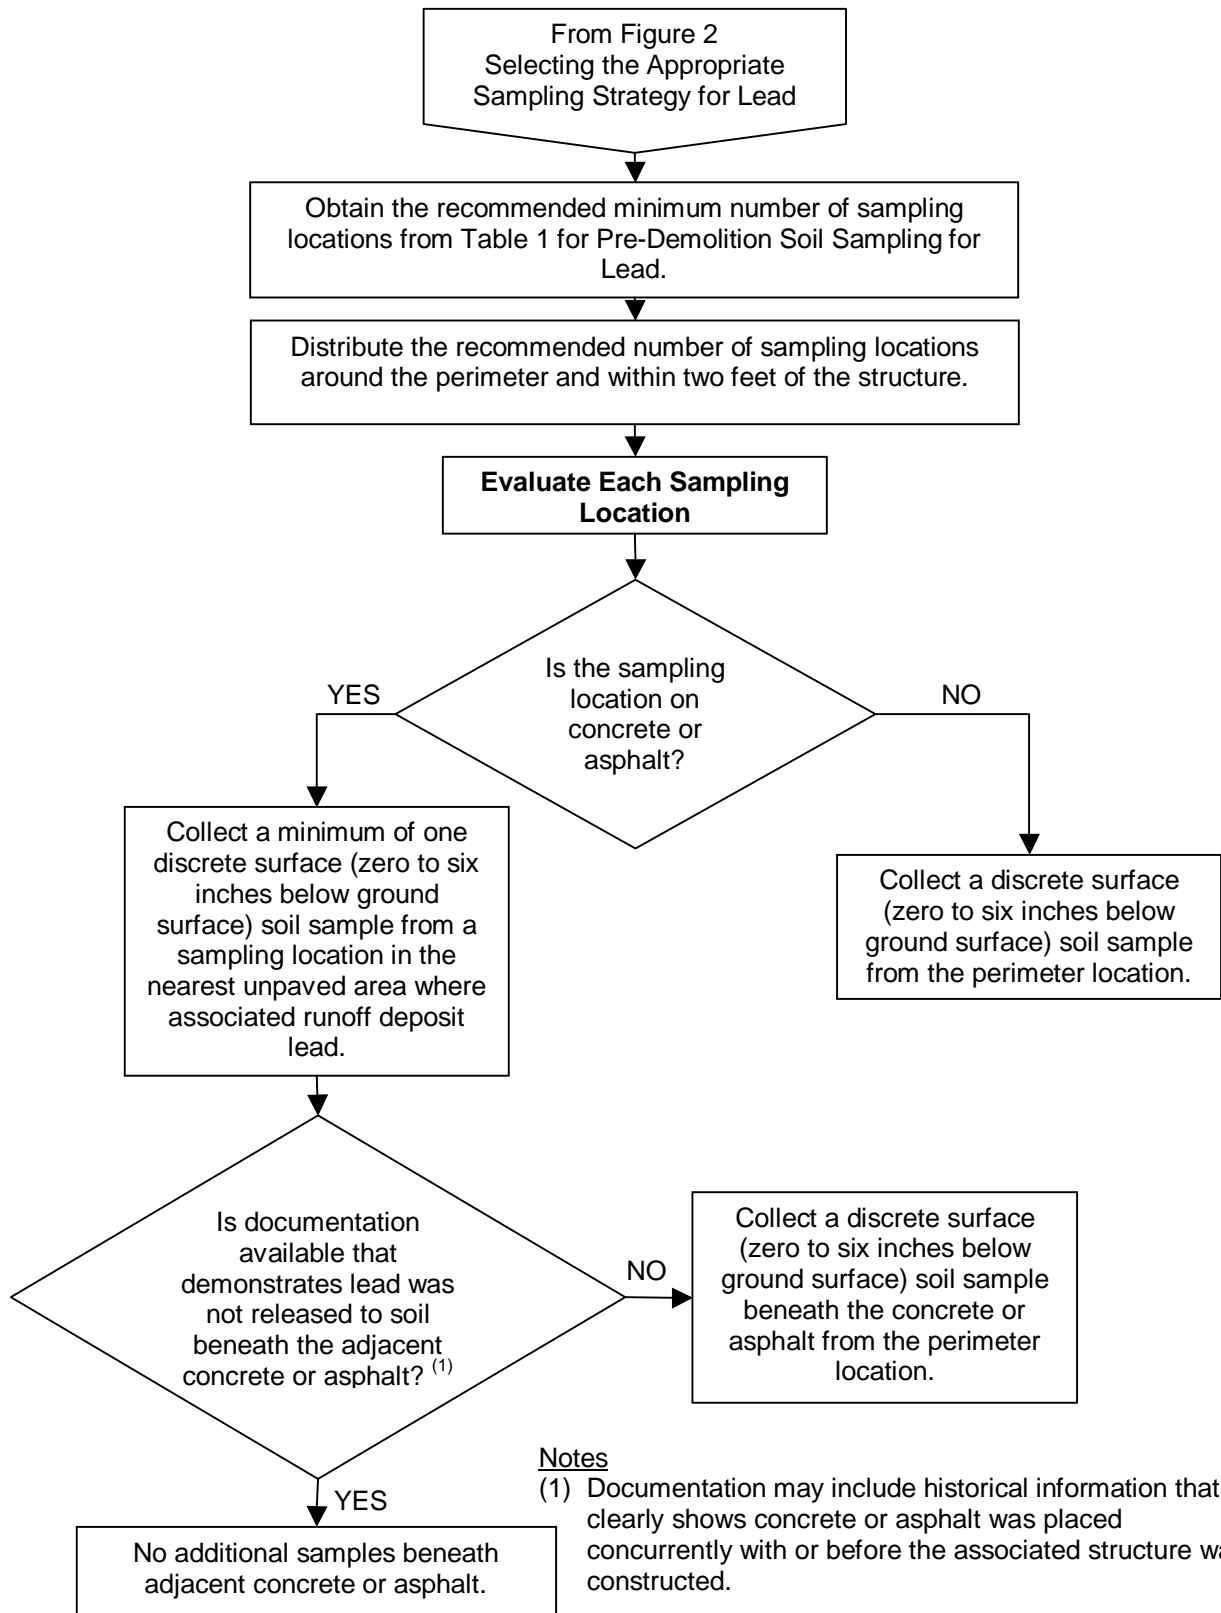 From Figure 2
Selecting the Appropriate
Sampling Strategy for Lead
Obtain the recommended minimum number of sampling
locations from Table 1 for Pre-Demolition Soil Sampling for
Lead.
Distribute the recommended number of sampling locations
around the perimeter and within two feet of the structure.
Evaluate Each Sampling
Location
Is the sampling
location on
concrete or
asphalt?
YES
NO
Collect a minimum of one
discrete surface (zero to six
inches below ground
surface) soil sample from a
sampling location in the
nearest unpaved area where
associated runoff deposit
lead.
Collect a discrete surface
(zero to six inches below
ground surface) soil sample
from the perimeter location.
Is documentation
available that
demonstrates lead was
not released to soil
beneath the adjacent
concrete or asphalt? (1)
NO
Collect a discrete surface
(zero to six inches below
ground surface) soil sample
beneath the concrete or
asphalt from the perimeter
location.
YES
No additional samples beneath
adjacent concrete or asphalt.
Notes
(1) Documentation may include historical information that
clearly shows concrete or asphalt was placed
concurrently with or before the associated structure wa
constructed.